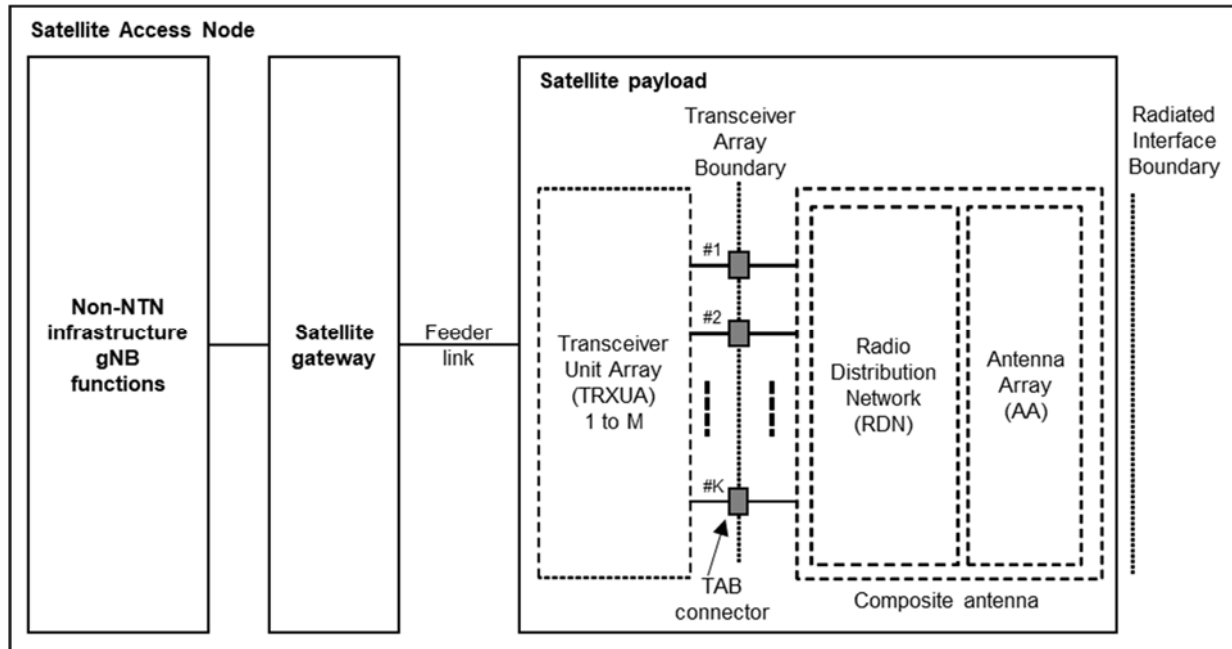 Satellite Access Node
Non-NTN
infrastructure
gNB
functions
Satellite
gateway
Feeder
link
Satellite payload
Transceiver
Array
Boundary
Transceiver
Unit Array
(TRXUA)
1 to M
#1
#2
#K
TAB
connector
Radio
Distribution
Network
(RDN)
Antenna
Array
(AA)
Composite antenna
Radiated
Interface
Boundary